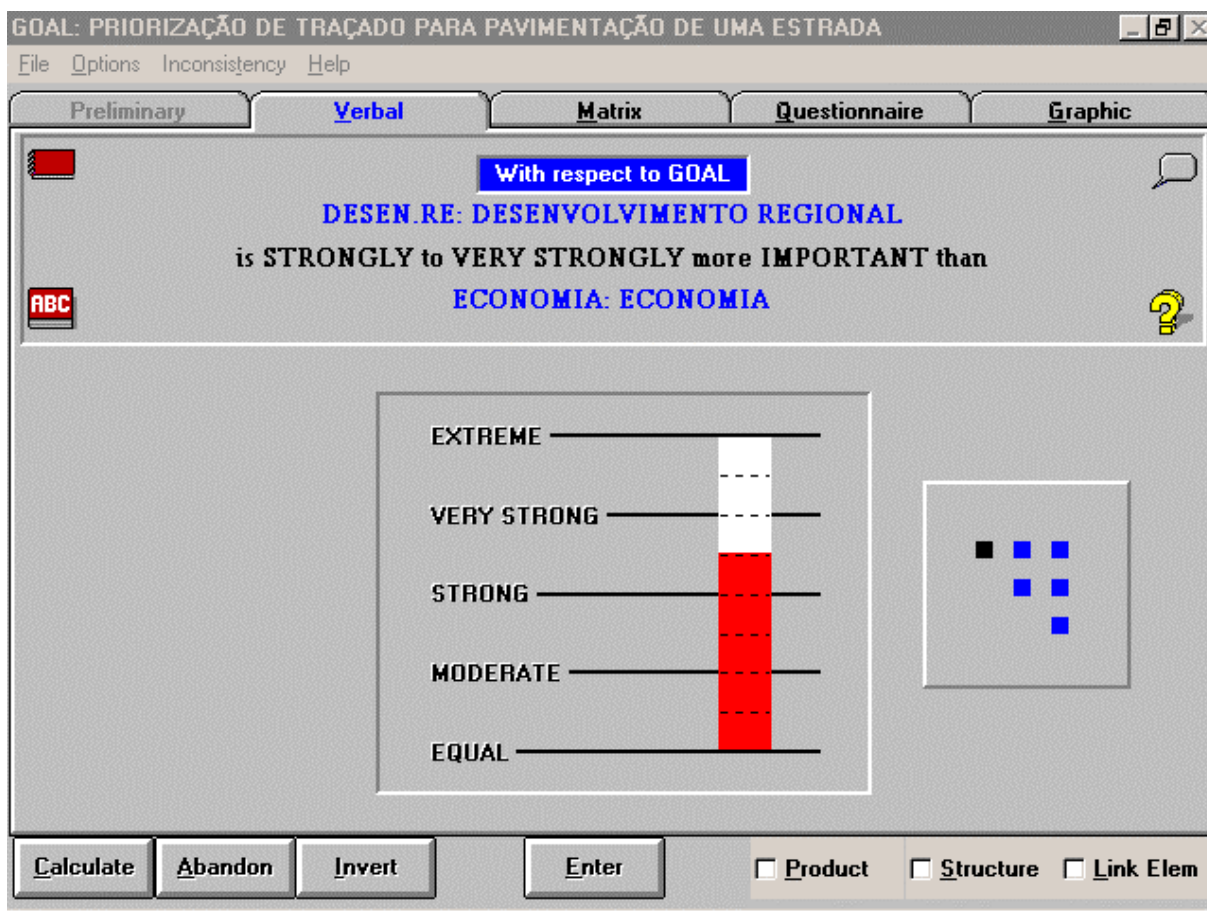 GOAL: PRIORIZAÇÃO DE TRAÇADO PARA PAVIMENTAÇÃO DE UMA ESTRADA
File Options Inconsistency Help
Preliminary Verbal Matrix Questionnaire Graphic
With respect to GOAL
DESEN.RE: DESENVOLVIMENTO REGIONAL
is STRONGLY to VERY STRONGLY more IMPORTANT than
ABC
ECONOMIA: ECONOMIA
EXTREME
VERY STRONG
STRONG
MODERATE
EQUAL
Calculate Abandon Invert Enter Product Structure Link Elem